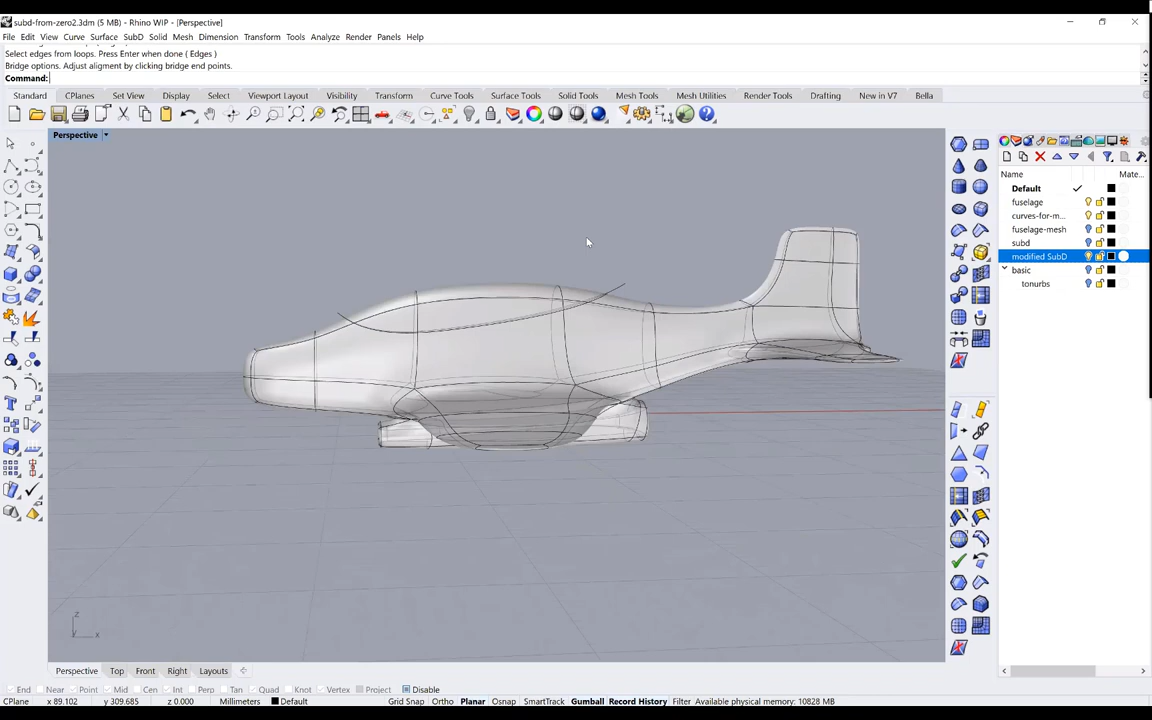 subd-from-zero2.3dm (5 MB) - Rhino WIP - [Perspective]
File Edit View Curve Surface SubD Solid Mesh Dimension Transform Tools Analyze Render Panels Help
Select edges from loops. Press Enter when done ( Edges )
Bridge options. Adjust aligment by clicking bridge end points.
Command:
Standard CPlanes Set View Display Select Viewport Layout Visibility Transform Curve Tools Surface Tools Solid Tools Mesh Tools Mesh Utilities Render Tools Drafting New in V7 Bella
Perspective
Name Mate...
Default
fuselage
curves-for-m...
fuselage-mesh
subd
modified SubD
basic
tonurbs
z
y x
Perspective Top Front Right Layouts
End Near Point Mid Cen Int Perp Tan Quad Knot Vertex Project Disable
CPlane x 89.102 y 309.685 z 0.000 Millimeters Default Grid Snap Ortho Planar Osnap SmartTrack Gumball Record History Filter Available physical memory: 10828 MB